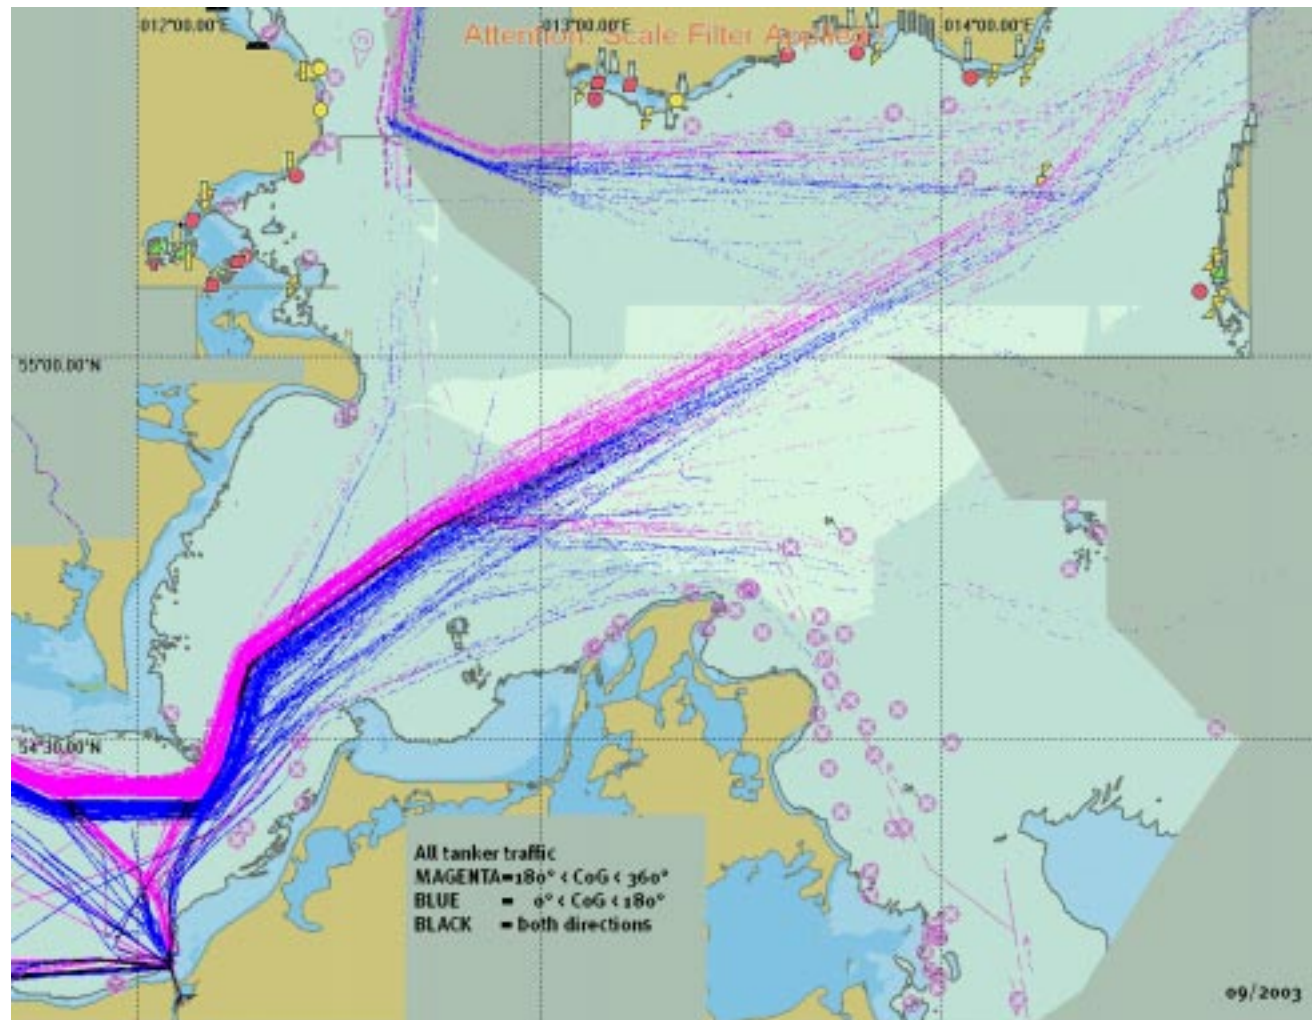 012°00.00'E
013°00.00'E
014°00.00'E
Attention: Scale Filter Applied!
55°00.00'N
54°30.00'N
All tanker traffic
MAGENTA=180° < CoG < 360°
BLUE = 0° < CoG < 180°
BLACK = both directions
09/2003